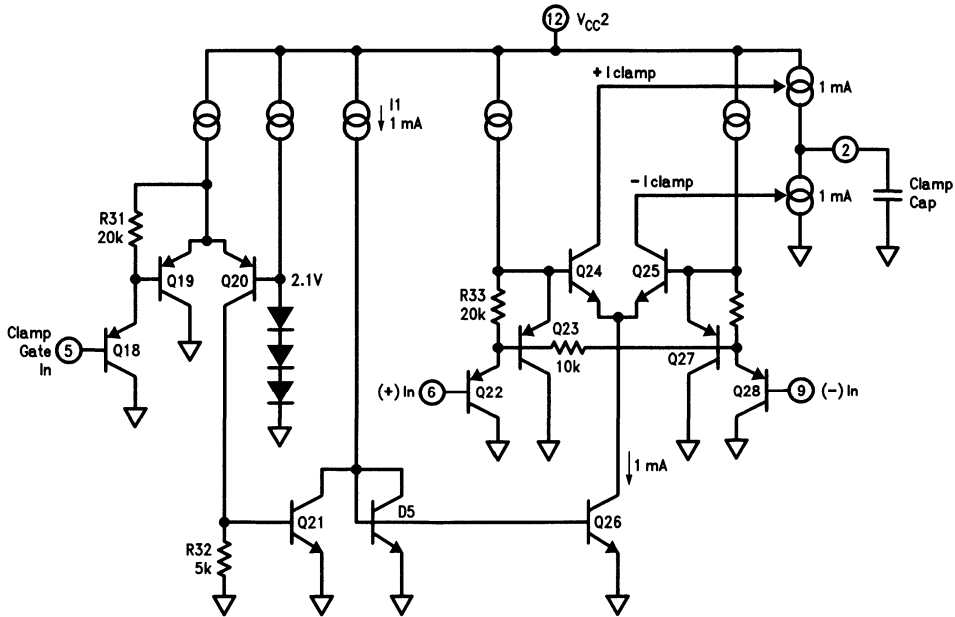 12 VCC2
+I clamp
I1
1 mA
1 mA
2
-I clamp
Clamp
Cap
1 mA
R31
20k
Q19
Q20
2.1V
Q24
Q25
R33
20k
Clamp
Gate
In
5
Q18
Q23
10k
Q27
(+) In 6
Q22
Q28
9 (-) In
1 mA
Q21
D5
Q26
R32
5k